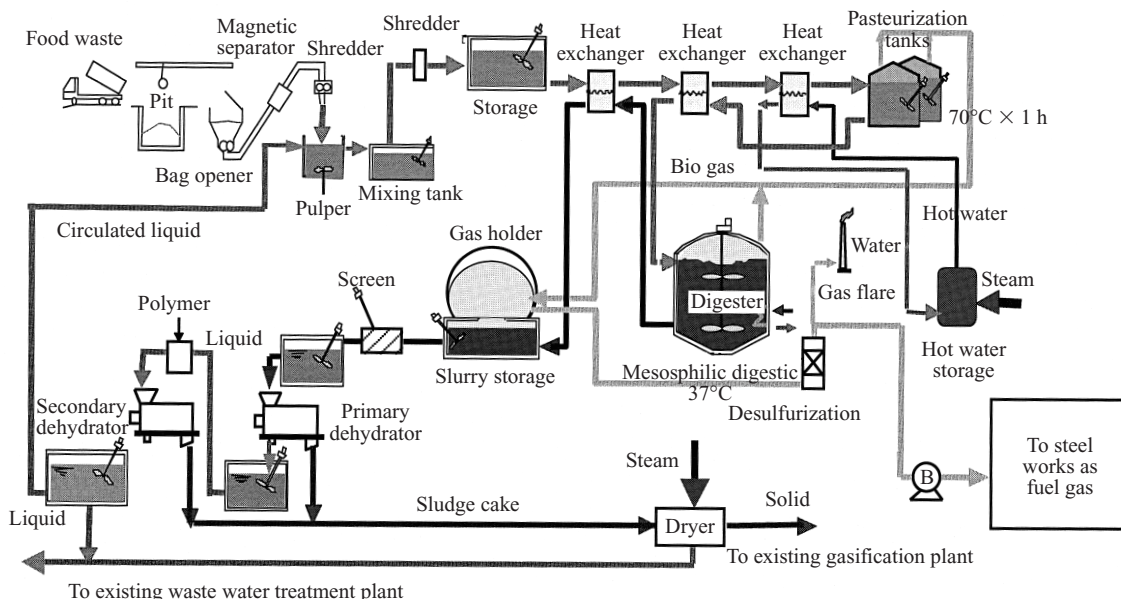 Food waste
Pit
Magnetic
separator
Shredder
Bag opener
Pulper
Mixing tank
Circulated liquid
Shredder
Storage
Heat
exchanger
Heat
exchanger
Heat
exchanger
Pasteurization
tanks
70°C × 1 h
Bio gas
Hot water
Gas holder
Digester
Water
Gas flare
Steam
Hot water
storage
Screen
Polymer
Liquid
Slurry storage
Mesosphilic digestic
37°C
Desulfurization
Secondary
dehydrator
Primary
dehydrator
Steam
B
To steel
works as
fuel gas
Liquid
Sludge cake
Dryer
Solid
To existing gasification plant
To existing waste water treatment plant